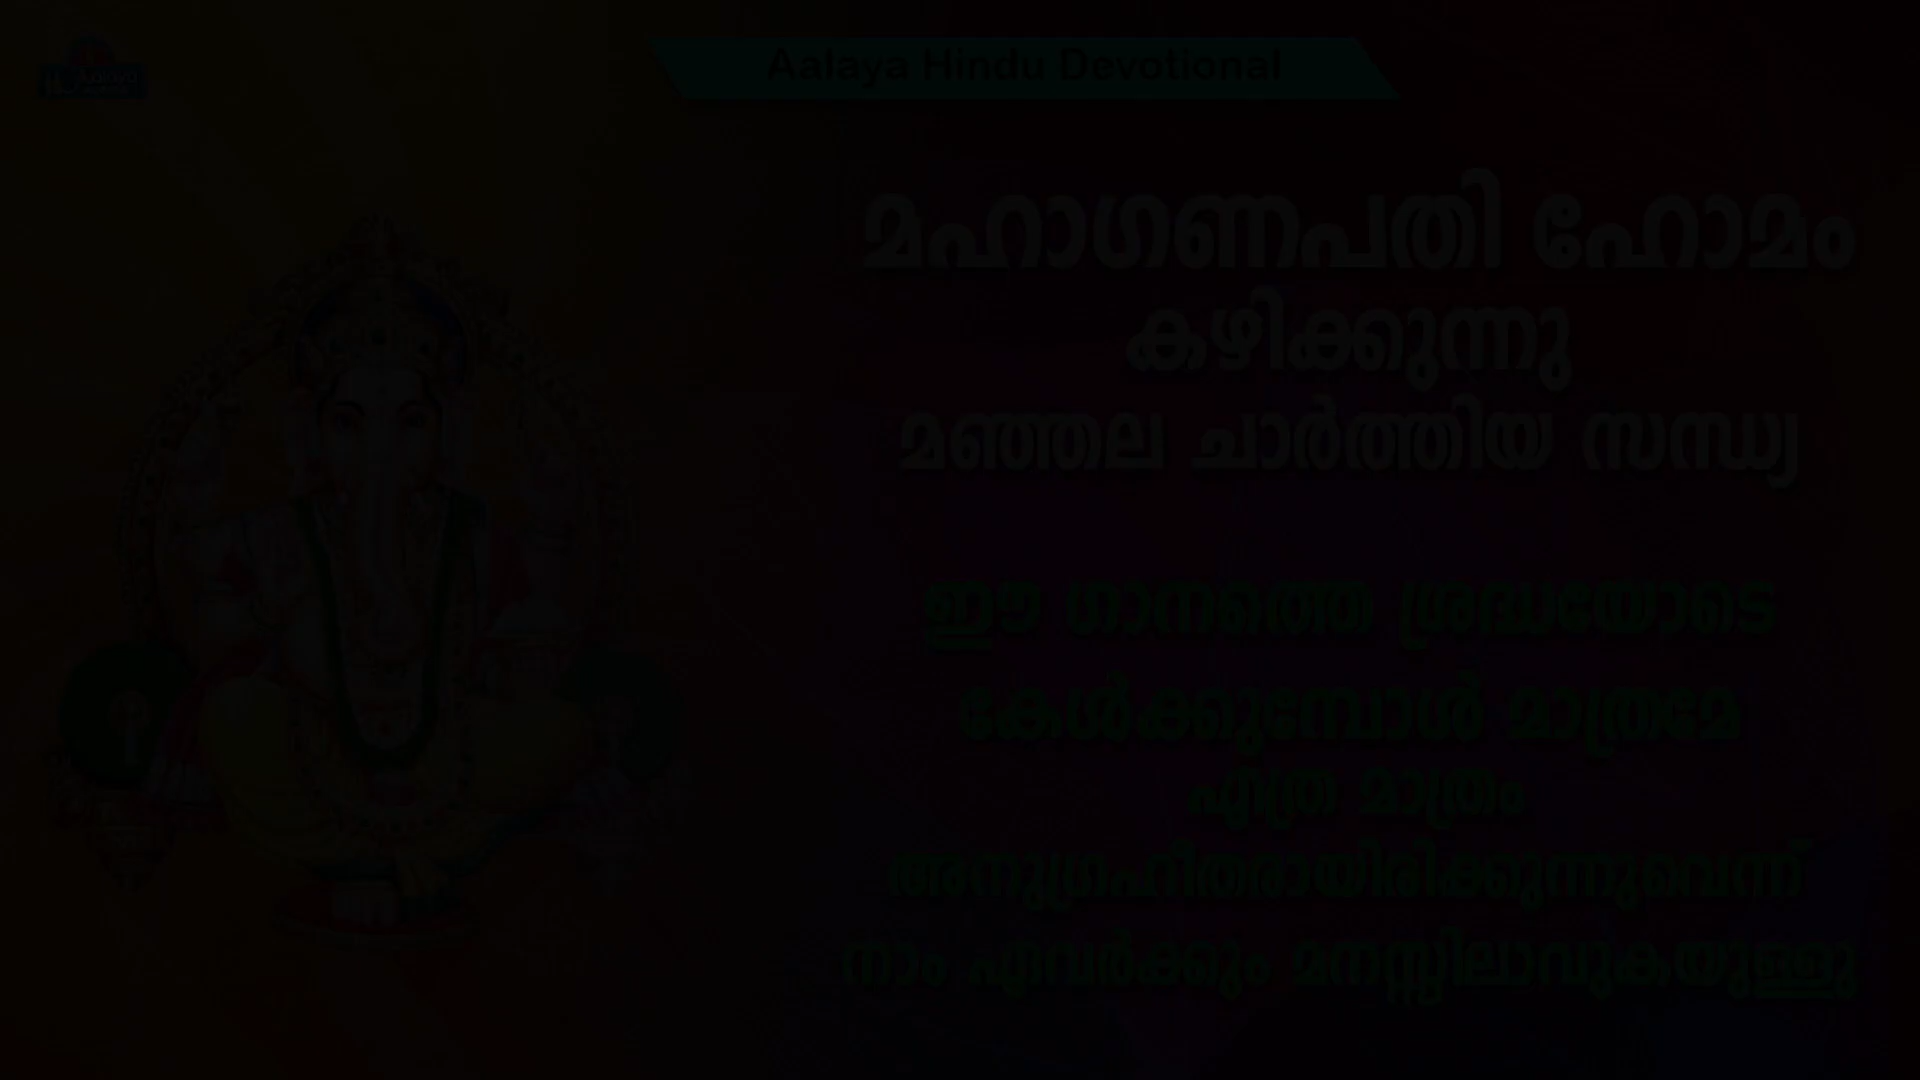 Aalaya Hindu Devotional
മഹാഗണപതി ഹോമം
കഴിക്കുന്നു
മഞ്ഞല ചാർത്തിയ സന്ധ്യ
ഈ ഗാനത്തെ ശ്രദ്ധയോടെ
കേൾക്കുമ്പോൾ മാത്രമേ
എത്ര മാത്രം
അനുഗ്രഹീതരായിരിക്കുന്നുവെന്ന്
നാം ഏവർക്കും മനസ്സിലാവുകയുള്ളു